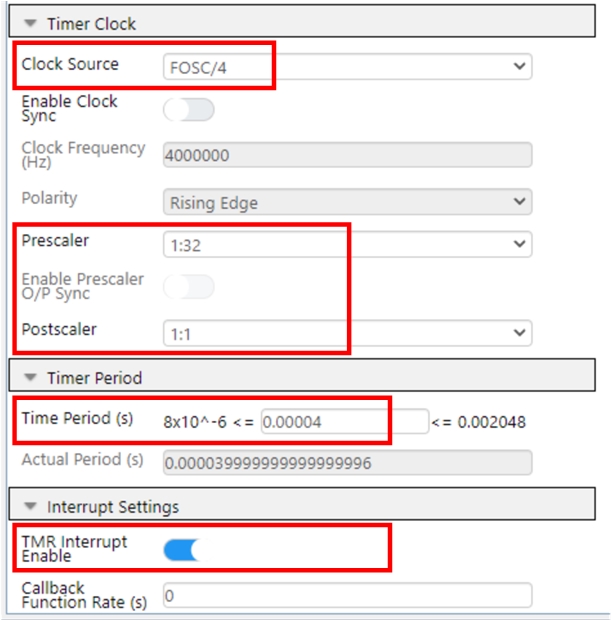 Timer Clock
Clock Source FOSC/4
Enable Clock
Sync
Clock Frequency
(Hz) 4000000
Polarity Rising Edge
Prescaler 1:32
Enable Prescaler
O/P Sync
Postscaler 1:1
Timer Period
Time Period (s) 8x10^-6 <= 0.00004 <= 0.002048
Actual Period (s) 0.000039999999999999996
Interrupt Settings
TMR Interrupt
Enable
Callback
Function Rate (s) 0